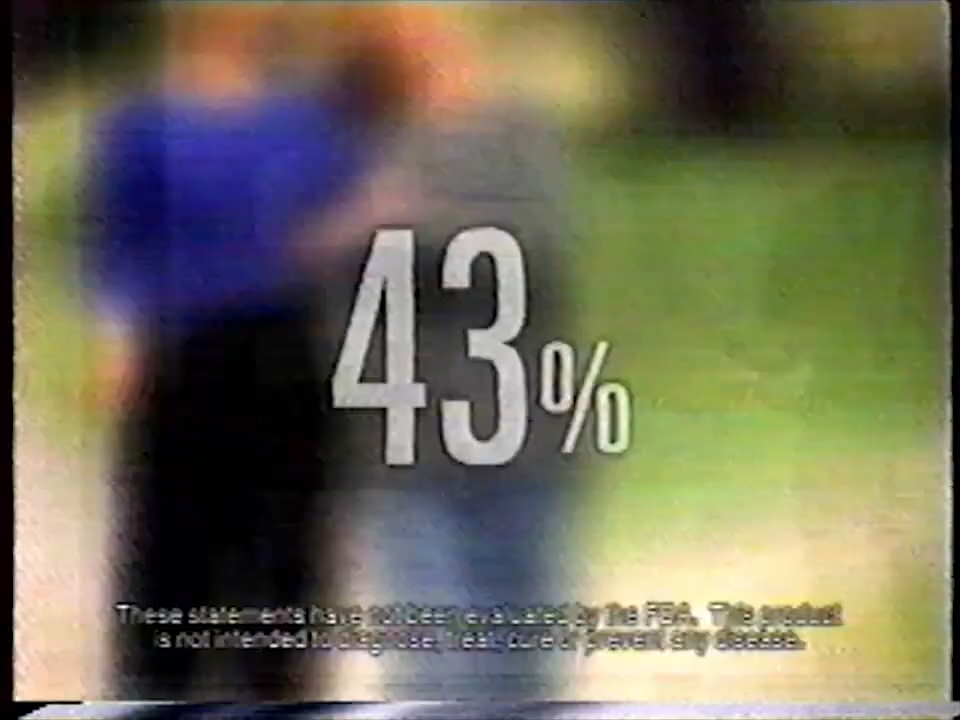 43%
These statements have not been evaluated by the FDA. This product
is not intended to diagnose, treat, cure or prevent any disease.